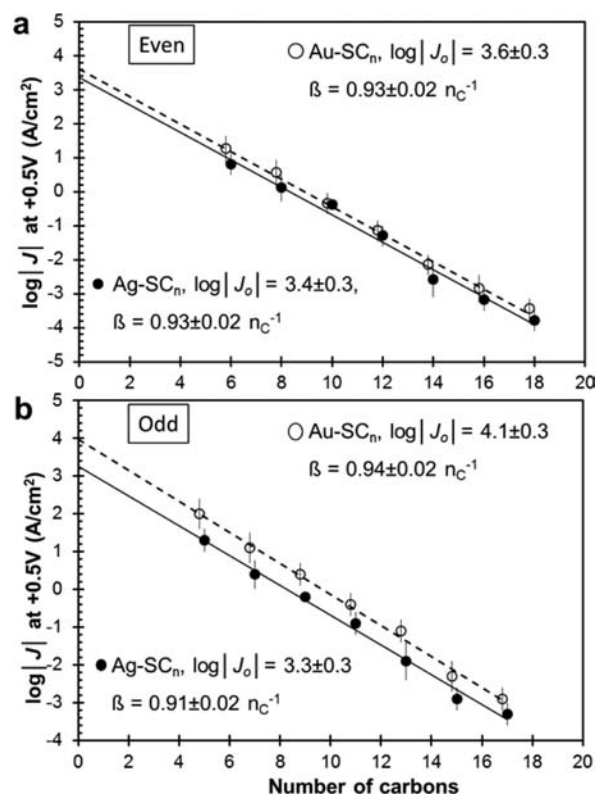 a
Even
Au-SCn, log| Jo| = 3.6±0.3
ß = 0.93±0.02 nC-1
log| J| at +0.5V (A/cm2)
5
4
3
2
1
0
-1
-2
-3
-4
-5
Ag-SCn, log| Jo| = 3.4±0.3,
ß = 0.93±0.02 nC-1
0 2 4 6 8 10 12 14 16 18 20
b
Odd
Au-SCn, log| Jo| = 4.1±0.3
ß = 0.94±0.02 nC-1
log| J| at +0.5V (A/cm2)
5
4
3
2
1
0
-1
-2
-3
-4
-5
Ag-SCn, log| Jo| = 3.3±0.3
ß = 0.91±0.02 nC-1
0 2 4 6 8 10 12 14 16 18 20
Number of carbons